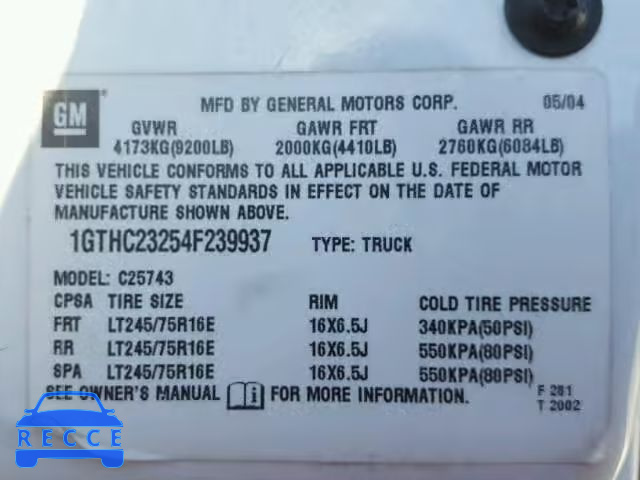 GM
MFD BY GENERAL MOTORS CORP. 05/04
GVWR GAWR FRT GAWR RR
4173KG(9200LB) 2000KG(4410LB) 2760KG(6084LB)
THIS VEHICLE CONFORMS TO ALL APPLICABLE U.S. FEDERAL MOTOR
VEHICLE SAFETY STANDARDS IN EFFECT ON THE DATE OF
MANUFACTURE SHOWN ABOVE.
1GTHC23254F239937 TYPE: TRUCK
MODEL: C25743
CPSA TIRE SIZE RIM COLD TIRE PRESSURE
FRT LT245/75R16E 16X6.5J 340KPA(50PSI)
RR LT245/75R16E 16X6.5J 550KPA(80PSI)
SPA LT245/75R16E 16X6.5J 550KPA(80PSI)
SEE OWNER'S MANUAL i FOR MORE INFORMATION.
F 281
T 2002
RECCE